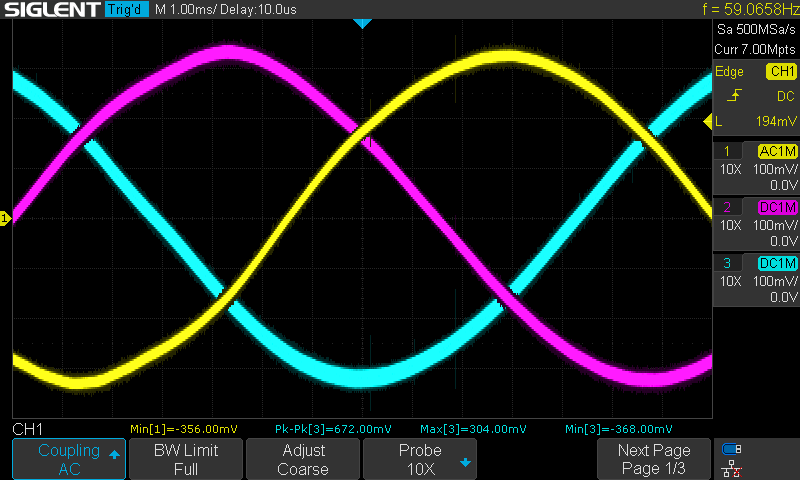 SIGLENT Trig'd M 1.00ms/ Delay:10.0us f = 59.0658Hz
Sa 500MSa/s
Curr 7.00Mpts
Edge CH1
DC
L 194mV
1 AC1M
10X 100mV/
0.0V
2 DC1M
10X 100mV/
0.0V
3 DC1M
10X 100mV/
0.0V
1
CH1 Min[1]=-356.00mV Pk-Pk[3]=672.00mV Max[3]=304.00mV Min[3]=-368.00mV
Coupling
AC
BW Limit
Full
Adjust
Coarse
Probe
10X
Next Page
Page 1/3